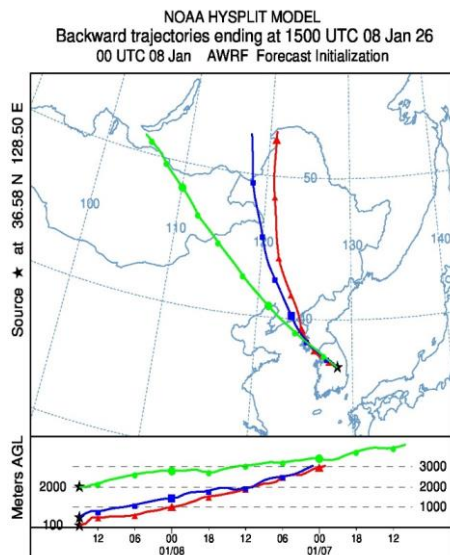 NOAA HYSPLIT MODEL
Backward trajectories ending at 1500 UTC 08 Jan 26
00 UTC 08 Jan AWRF Forecast Initialization
Source ★ at 36.58 N 128.50 E
100
110
120
130
140
50
40
Meters AGL
2000
100
3000
2000
1000
12 06 00 18 12 06 00 18 12
01/08 01/07